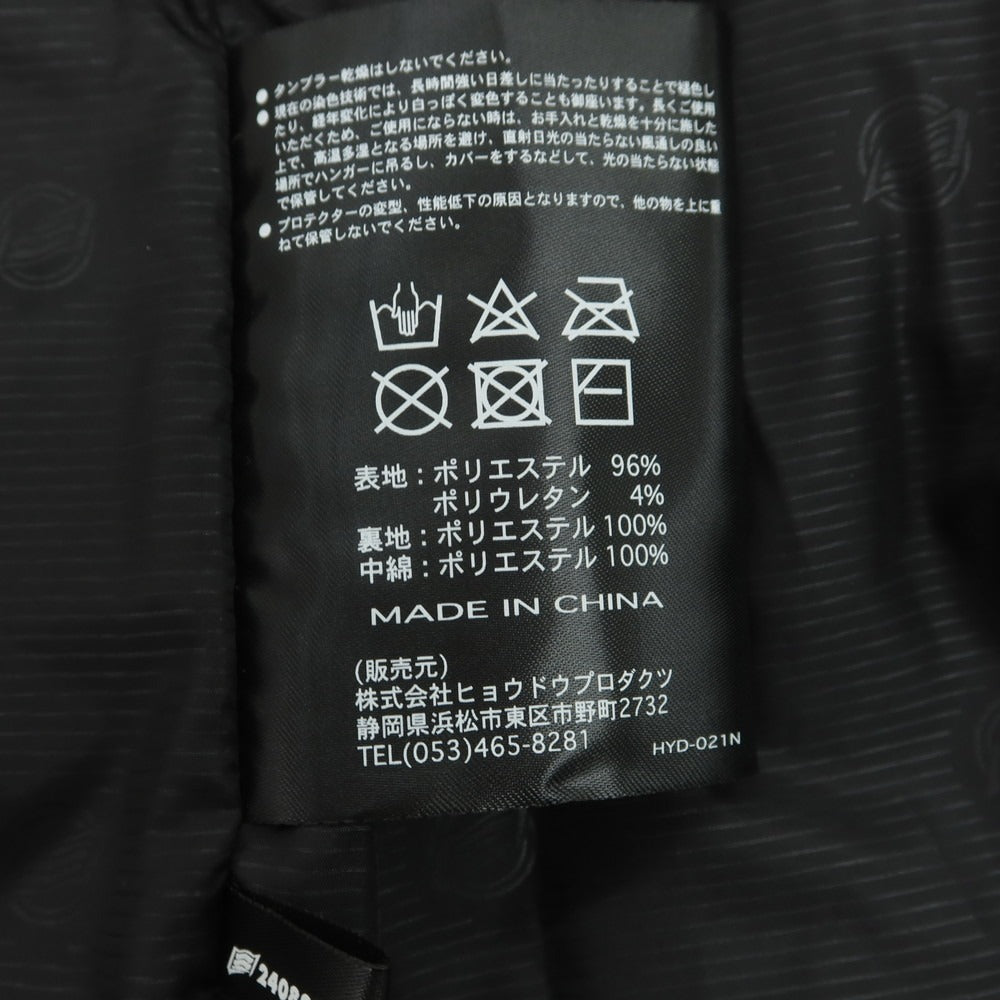 ● タンブラー乾燥はしないでください。
● 現在の染色技術では、長時間強い日差しに当たったりすることで褪色し
たり、経年変化により白っぽく変色することも御座います。長くご使用
いただくため、ご使用にならない時は、お手入れと乾燥を十分に施した
上で、高温多湿となる場所を避け、直射日光の当たらない風通しの良い
場所でハンガーに吊るし、カバーをするなどして、光の当たらない状態
で保管してください。
● プロテクターの変型、性能低下の原因となりますので、他の物を上に重
ねて保管しないでください。
表地：ポリエステル 96%
ポリウレタン 4%
裏地：ポリエステル 100%
中綿：ポリエステル 100%
MADE IN CHINA
(販売元)
株式会社ヒョウドウプロダクツ
静岡県浜松市東区市野町2732
TEL(053)465-8281
HYD-021N